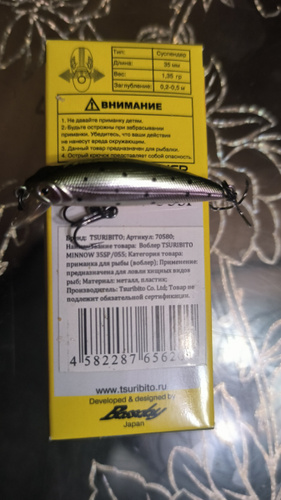 Тип: Суспендер
Длина: 35 мм
Вес: 1,35 гр
Заглубление: 0,2-0,5 м
ВНИМАНИЕ
1. Не давайте приманку детям.
2. Будьте осторожны при забрасывании
приманки. Убедитесь, что ваши действия
не нанесут вреда окружающим.
3. Данный товар предназначен для рыбалки.
4. Острый крючок представляет собой опасность.
Бренд: TSURIBITO; Артикул: 70580;
Наименование товара: Воблер TSURIBITO
MINNOW 35SP/055; Категория товара:
приманка для рыбы (воблер); Применение:
предназначена для ловли хищных видов
рыб; Материал: металл, пластик;
Производитель: Tsuribito Co. Ltd; Товар не
подлежит обязательной сертификации.
4 582287 656
www.tsuribito.ru
Developed & designed by
Bassday
Japan